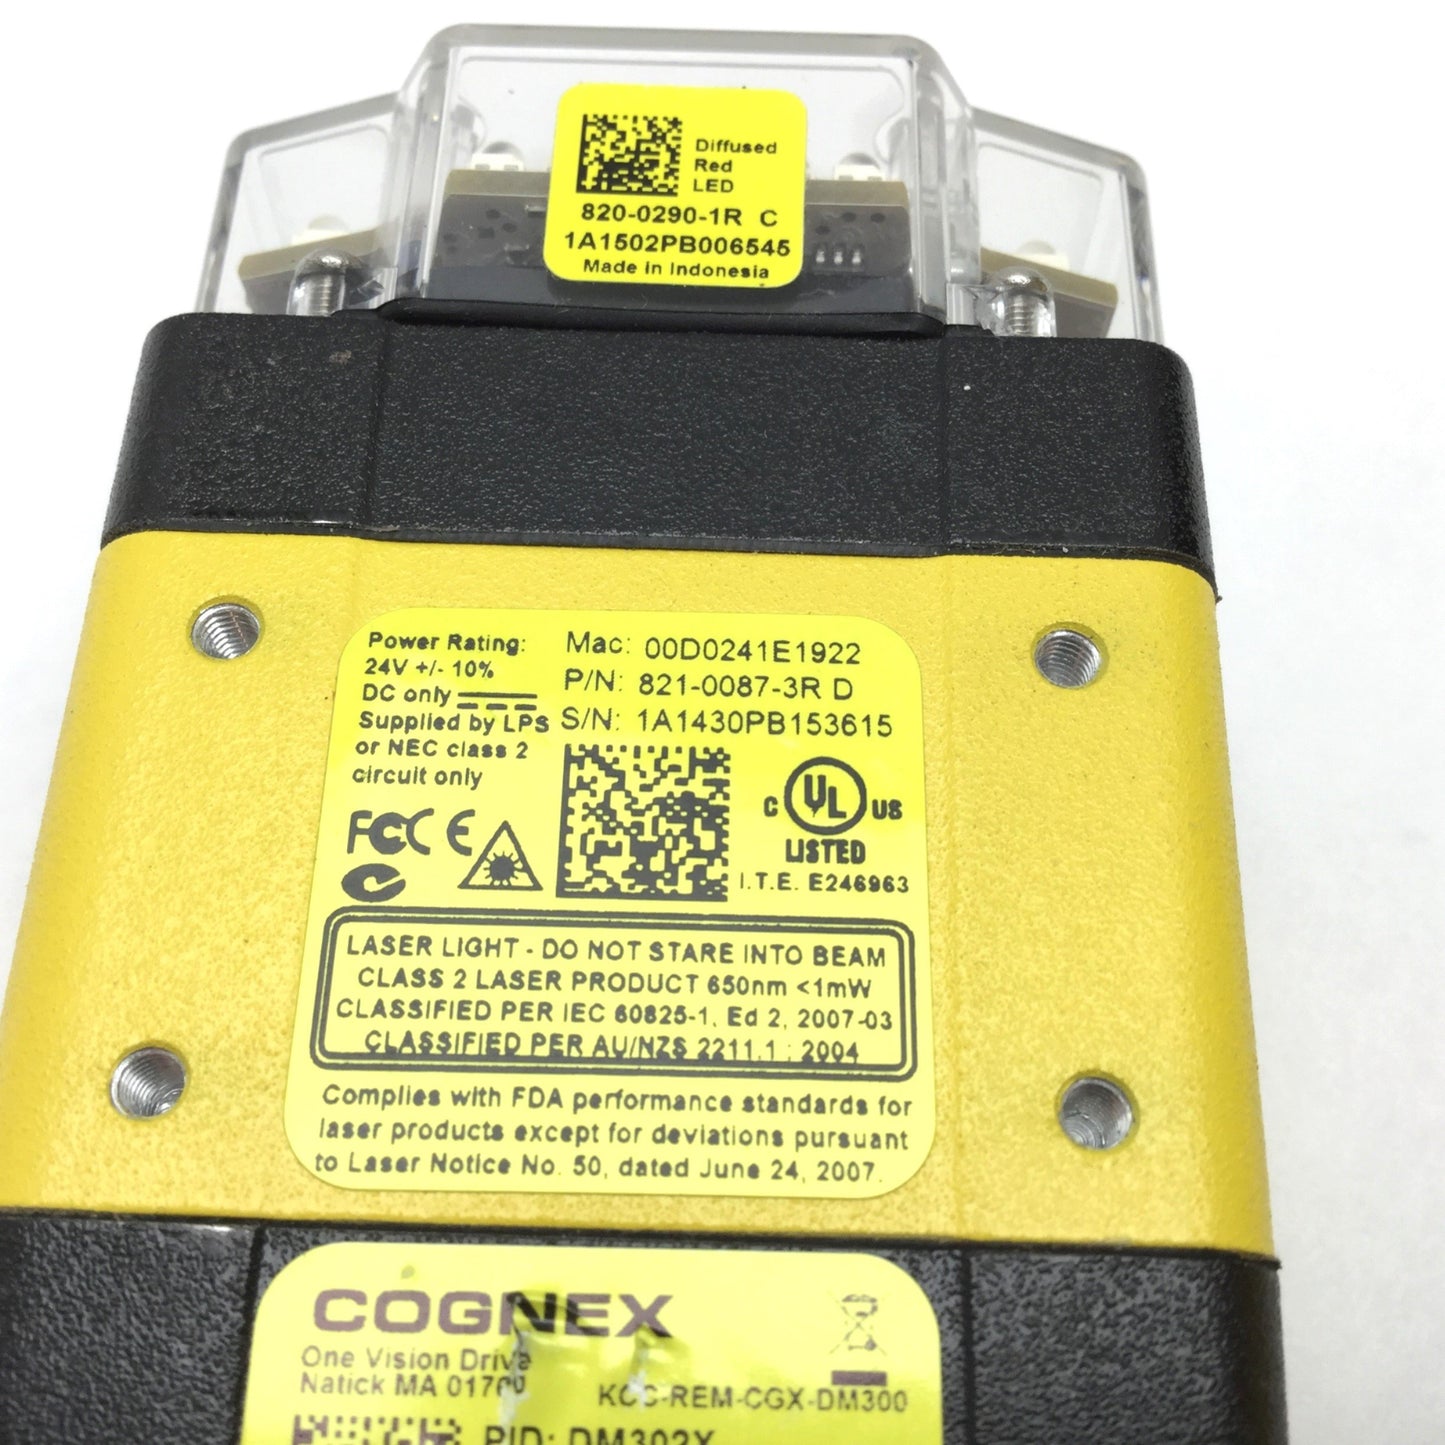 Diffused
Red
LED
820-0290-1R C
1A1502PB006545
Made in Indonesia
Power Rating:
24V +/- 10%
DC only
Supplied by LPS
or NEC class 2
circuit only
Mac: 00D0241E1922
P/N: 821-0087-3R D
S/N: 1A1430PB153615
FCC CE
C UL US
LISTED
I.T.E. E246963
LASER LIGHT - DO NOT STARE INTO BEAM
CLASS 2 LASER PRODUCT 650nm <1mW
CLASSIFIED PER IEC 60825-1, Ed 2, 2007-03
CLASSIFIED PER AU/NZS 2211.1 : 2004
Complies with FDA performance standards for
laser products except for deviations pursuant
to Laser Notice No. 50, dated June 24, 2007.
COGNEX
One Vision Drive
Natick MA 01760
KCC-REM-CGX-DM300
PID: DM302X